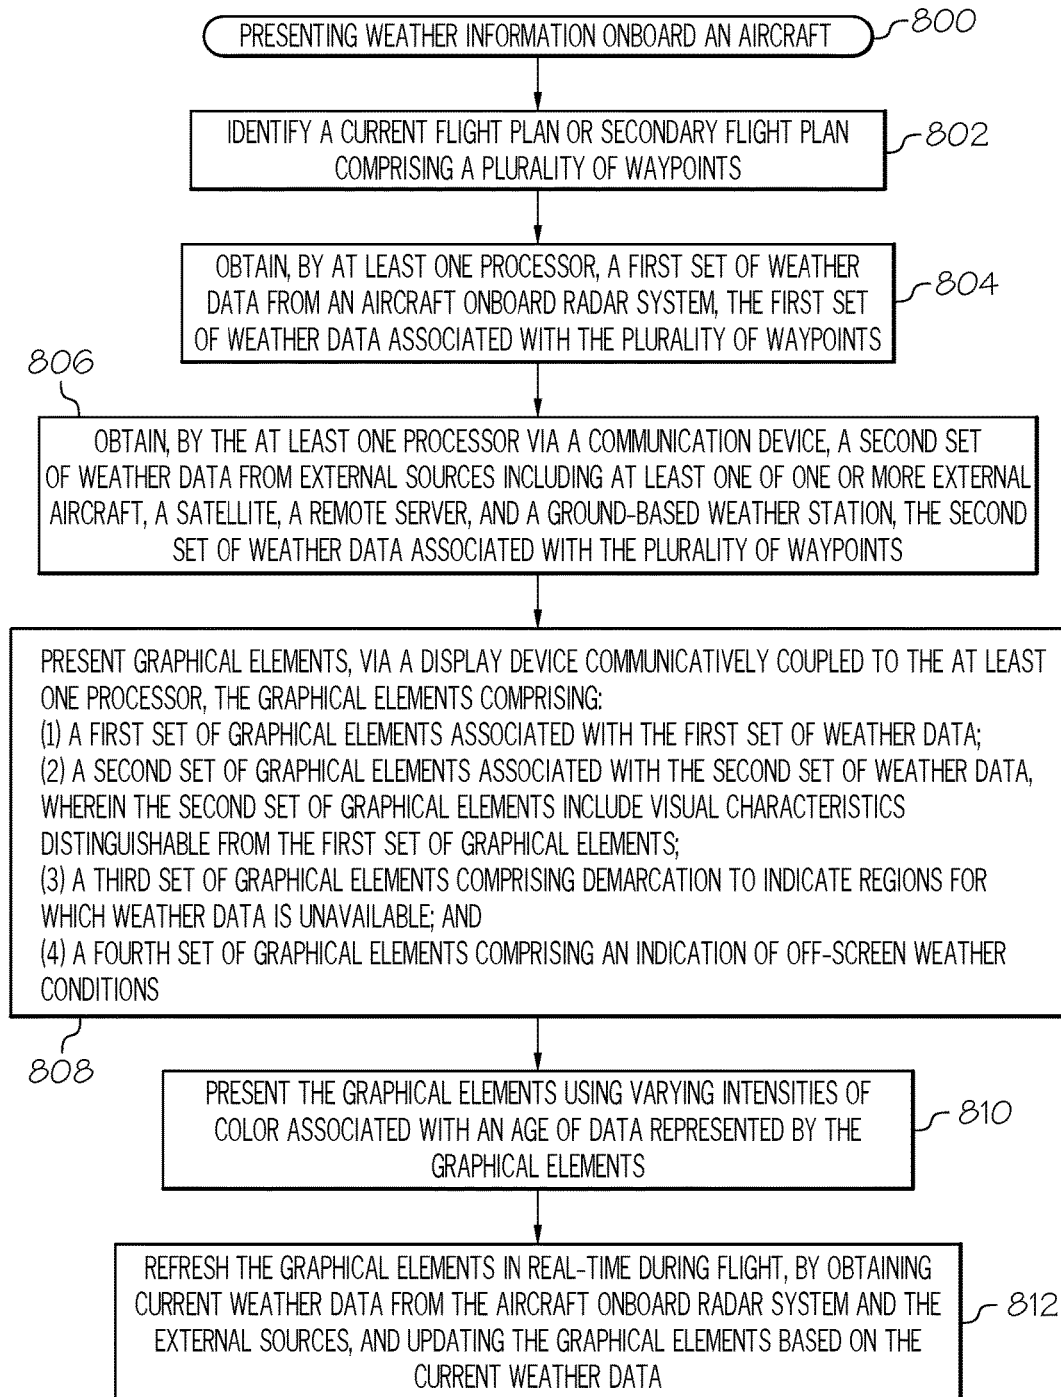 PRESENTING WEATHER INFORMATION ONBOARD AN AIRCRAFT
800
IDENTIFY A CURRENT FLIGHT PLAN OR SECONDARY FLIGHT PLAN
COMPRISING A PLURALITY OF WAYPOINTS
802
OBTAIN, BY AT LEAST ONE PROCESSOR, A FIRST SET OF WEATHER
DATA FROM AN AIRCRAFT ONBOARD RADAR SYSTEM, THE FIRST SET
OF WEATHER DATA ASSOCIATED WITH THE PLURALITY OF WAYPOINTS
804
806
OBTAIN, BY THE AT LEAST ONE PROCESSOR VIA A COMMUNICATION DEVICE, A SECOND SET
OF WEATHER DATA FROM EXTERNAL SOURCES INCLUDING AT LEAST ONE OF ONE OR MORE EXTERNAL
AIRCRAFT, A SATELLITE, A REMOTE SERVER, AND A GROUND-BASED WEATHER STATION, THE SECOND
SET OF WEATHER DATA ASSOCIATED WITH THE PLURALITY OF WAYPOINTS
PRESENT GRAPHICAL ELEMENTS, VIA A DISPLAY DEVICE COMMUNICATIVELY COUPLED TO THE AT LEAST
ONE PROCESSOR, THE GRAPHICAL ELEMENTS COMPRISING:
(1) A FIRST SET OF GRAPHICAL ELEMENTS ASSOCIATED WITH THE FIRST SET OF WEATHER DATA;
(2) A SECOND SET OF GRAPHICAL ELEMENTS ASSOCIATED WITH THE SECOND SET OF WEATHER DATA,
WHEREIN THE SECOND SET OF GRAPHICAL ELEMENTS INCLUDE VISUAL CHARACTERISTICS
DISTINGUISHABLE FROM THE FIRST SET OF GRAPHICAL ELEMENTS;
(3) A THIRD SET OF GRAPHICAL ELEMENTS COMPRISING DEMARCATION TO INDICATE REGIONS FOR
WHICH WEATHER DATA IS UNAVAILABLE; AND
(4) A FOURTH SET OF GRAPHICAL ELEMENTS COMPRISING AN INDICATION OF OFF-SCREEN WEATHER
CONDITIONS
808
PRESENT THE GRAPHICAL ELEMENTS USING VARYING INTENSITIES OF
COLOR ASSOCIATED WITH AN AGE OF DATA REPRESENTED BY THE
GRAPHICAL ELEMENTS
810
REFRESH THE GRAPHICAL ELEMENTS IN REAL-TIME DURING FLIGHT, BY OBTAINING
CURRENT WEATHER DATA FROM THE AIRCRAFT ONBOARD RADAR SYSTEM AND THE
EXTERNAL SOURCES, AND UPDATING THE GRAPHICAL ELEMENTS BASED ON THE
CURRENT WEATHER DATA
812